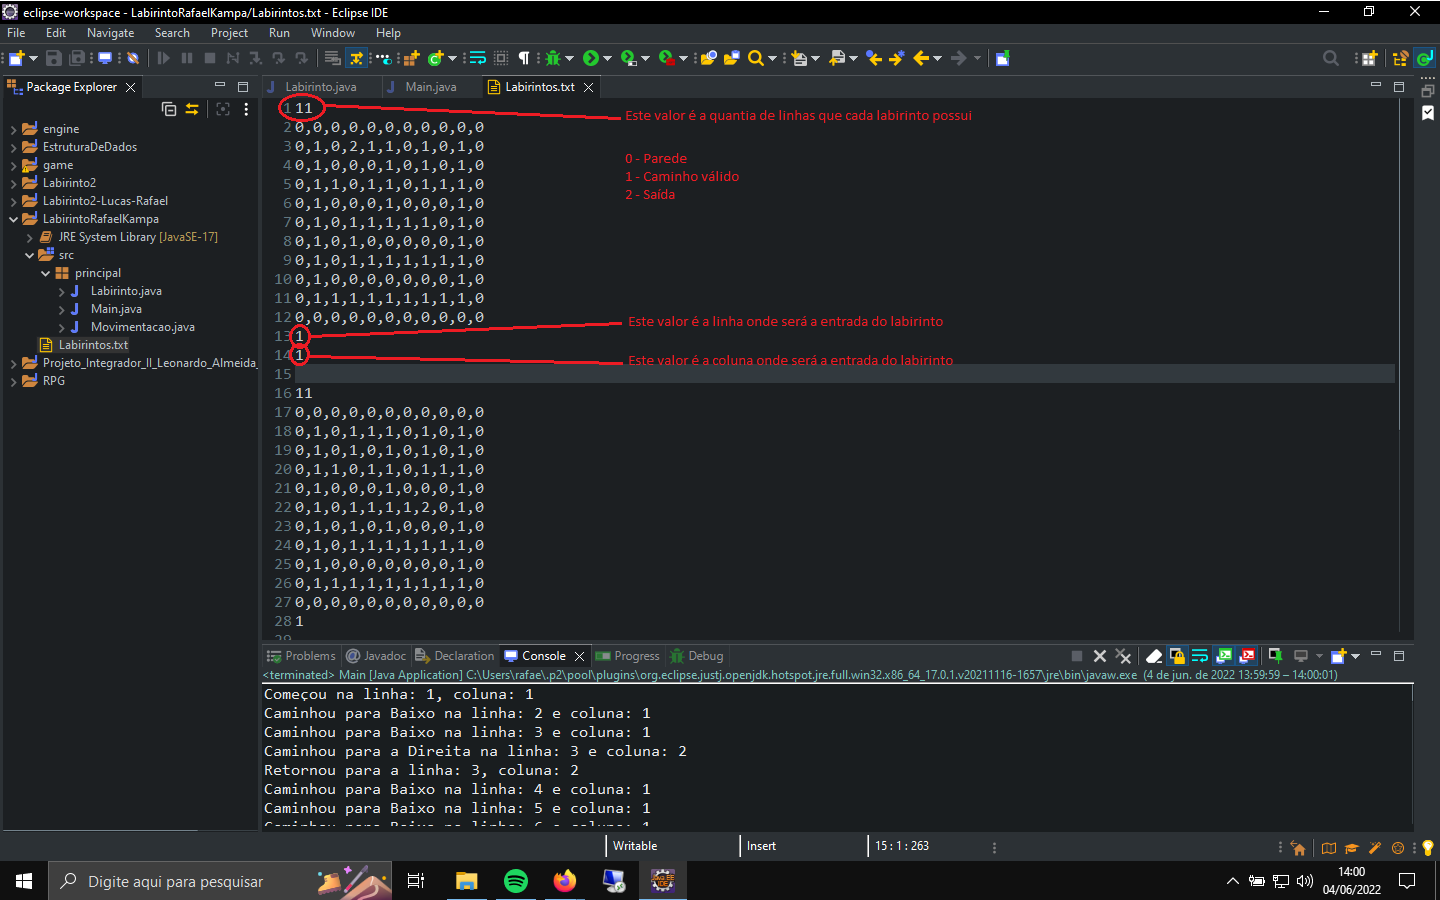 eclipse-workspace - LabirintoRafaelKampa/Labirintos.txt - Eclipse IDE
File Edit Navigate Search Project Run Window Help
Package Explorer
engine
EstruturaDeDados
game
Labirinto2
Labirinto2-Lucas-Rafael
LabirintoRafaelKampa
JRE System Library [JavaSE-17]
src
principal
Labirinto.java
Main.java
Movimentacao.java
Labirintos.txt
Projeto_Integrador_II_Leonardo_Almeida_
RPG
Labirinto.java Main.java Labirintos.txt
1 11
2 0,0,0,0,0,0,0,0,0,0,0
3 0,1,0,2,1,1,0,1,0,1,0
4 0,1,0,0,0,1,0,1,0,1,0
5 0,1,1,0,1,1,0,1,1,1,0
6 0,1,0,0,0,1,0,0,0,1,0
7 0,1,0,1,1,1,1,1,0,1,0
8 0,1,0,1,0,0,0,0,0,1,0
9 0,1,0,1,1,1,1,1,1,1,0
10 0,1,0,0,0,0,0,0,0,1,0
11 0,1,1,1,1,1,1,1,1,1,0
12 0,0,0,0,0,0,0,0,0,0,0
13 1
14 1
15
16 11
17 0,0,0,0,0,0,0,0,0,0,0
18 0,1,0,1,1,1,0,1,0,1,0
19 0,1,0,1,0,1,0,1,0,1,0
20 0,1,1,0,1,1,0,1,1,1,0
21 0,1,0,0,0,1,0,0,0,1,0
22 0,1,0,1,1,1,1,2,0,1,0
23 0,1,0,1,0,1,0,0,0,1,0
24 0,1,0,1,1,1,1,1,1,1,0
25 0,1,0,0,0,0,0,0,0,1,0
26 0,1,1,1,1,1,1,1,1,1,0
27 0,0,0,0,0,0,0,0,0,0,0
28 1
29
Este valor é a quantia de linhas que cada labirinto possui
0 - Parede
1 - Caminho válido
2 - Saída
Este valor é a linha onde será a entrada do labirinto
Este valor é a coluna onde será a entrada do labirinto
Problems Javadoc Declaration Console Progress Debug
<terminated> Main [Java Application] C:\Users\rafae\.p2\pool\plugins\org.eclipse.justj.openjdk.hotspot.jre.full.win32.x86_64_17.0.1.v20211116-1657\jre\bin\javaw.exe (4 de jun. de 2022 13:59:59 – 14:00:01)
Começou na linha: 1, coluna: 1
Caminhou para Baixo na linha: 2 e coluna: 1
Caminhou para Baixo na linha: 3 e coluna: 1
Caminhou para a Direita na linha: 3 e coluna: 2
Retornou para a linha: 3, coluna: 2
Caminhou para Baixo na linha: 4 e coluna: 1
Caminhou para Baixo na linha: 5 e coluna: 1
Caminhou para Baixo na linha: 6 e coluna: 1
Writable Insert 15 : 1 : 263
Digite aqui para pesquisar
14:00
04/06/2022